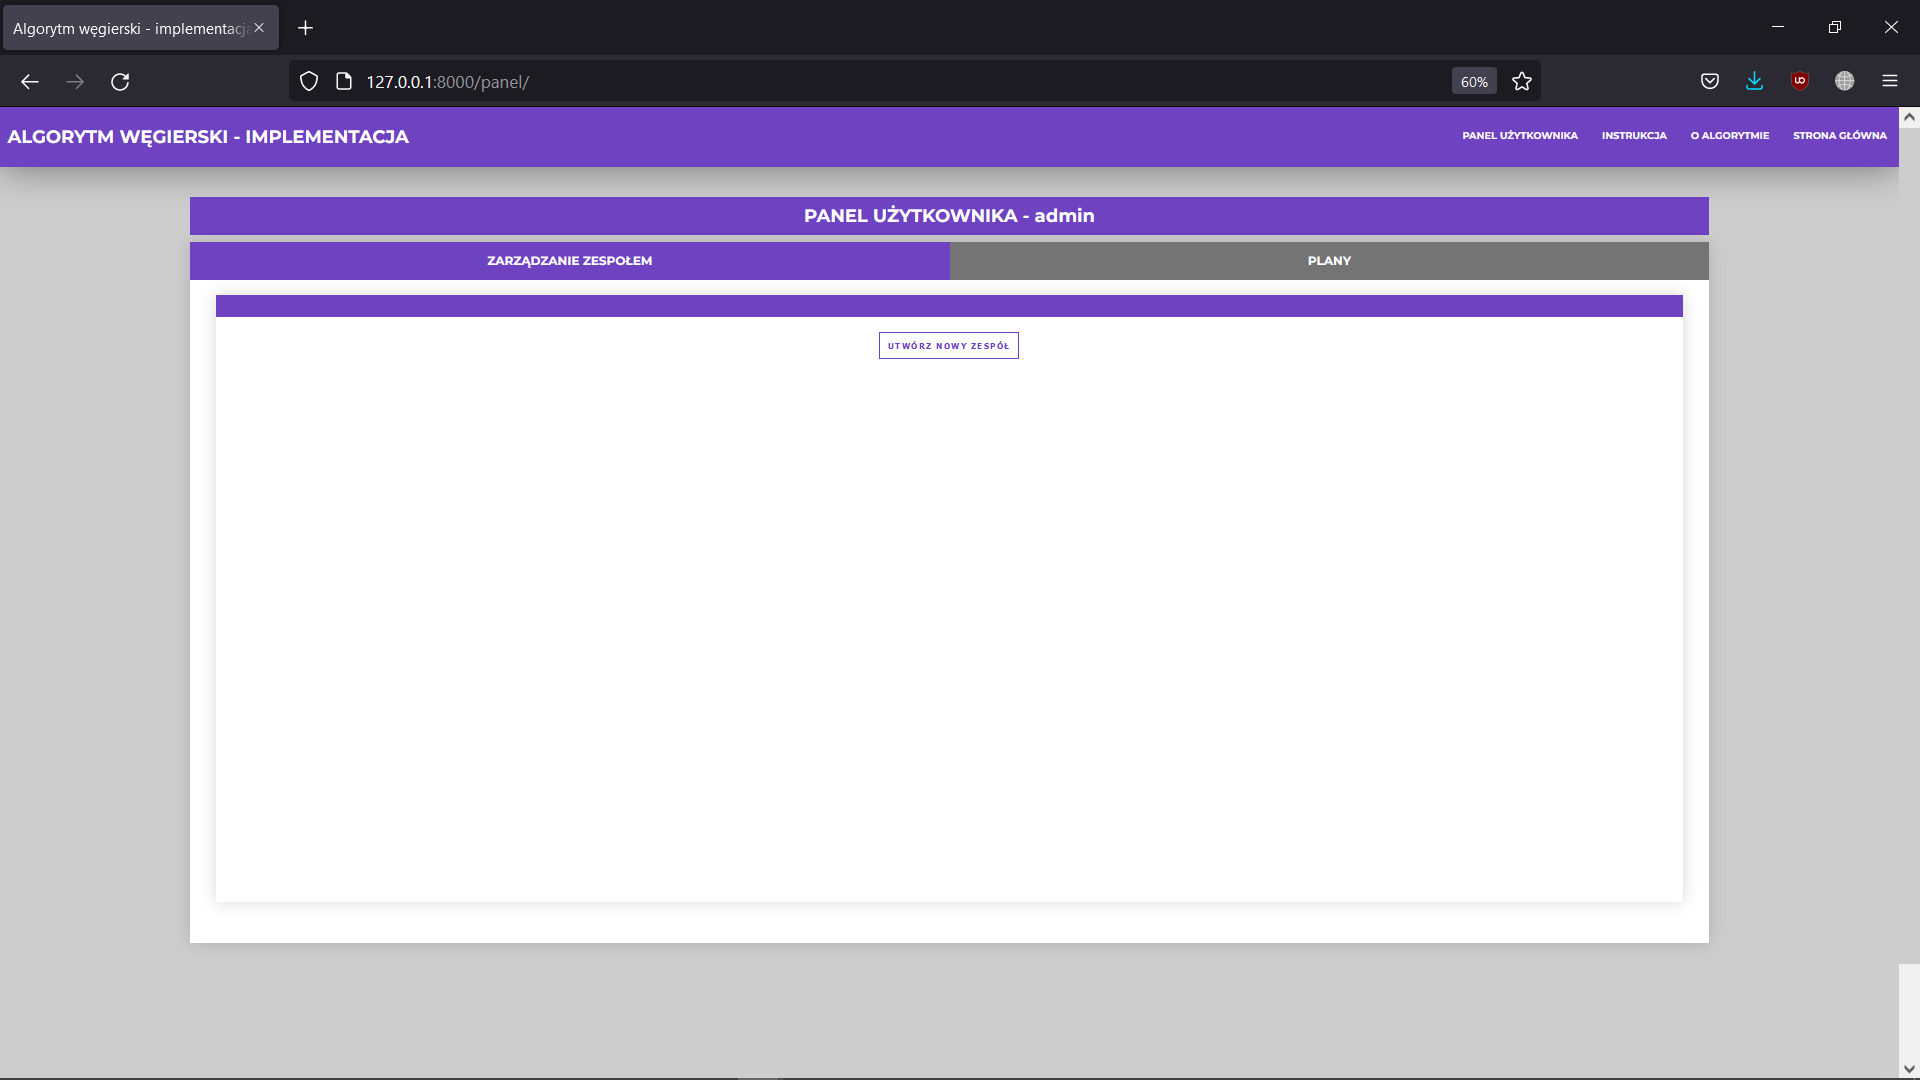 Algorytm węgierski - implementacja
127.0.0.1:8000/panel/
60%
ALGORYTM WĘGIERSKI - IMPLEMENTACJA
PANEL UŻYTKOWNIKA
INSTRUKCJA
O ALGORYTMIE
STRONA GŁÓWNA
PANEL UŻYTKOWNIKA - admin
ZARZĄDZANIE ZESPOŁEM
PLANY
UTWÓRZ NOWY ZESPÓŁ